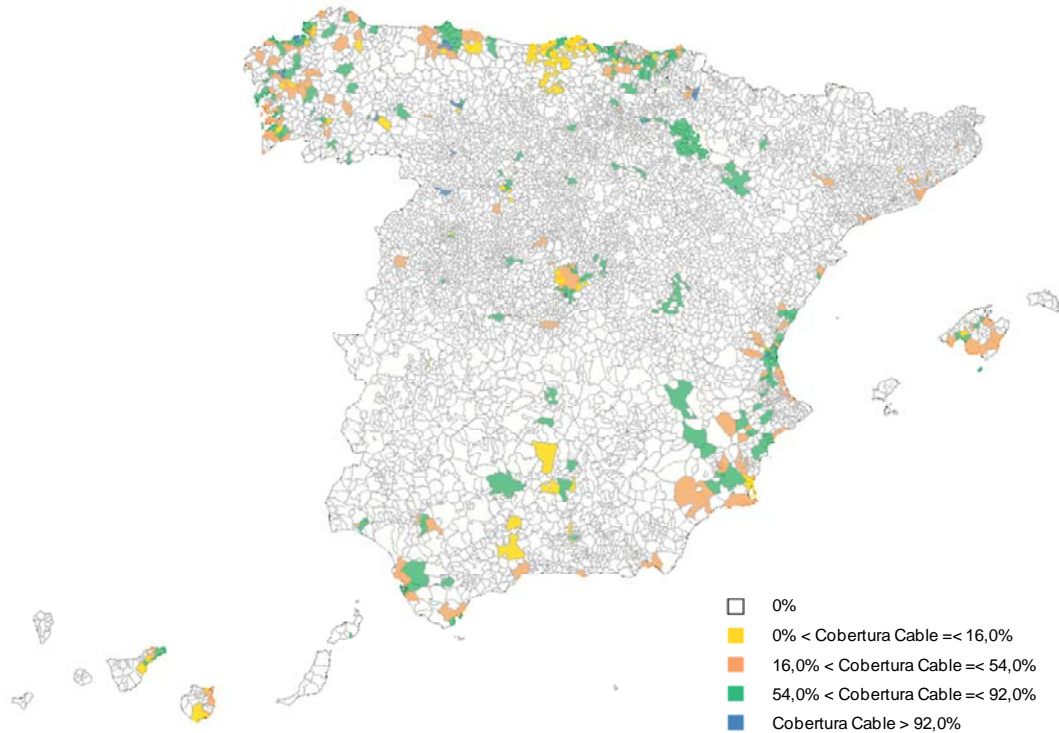 0%
0% < Cobertura Cable =< 16,0%
16,0% < Cobertura Cable =< 54,0%
54,0% < Cobertura Cable =< 92,0%
Cobertura Cable > 92,0%